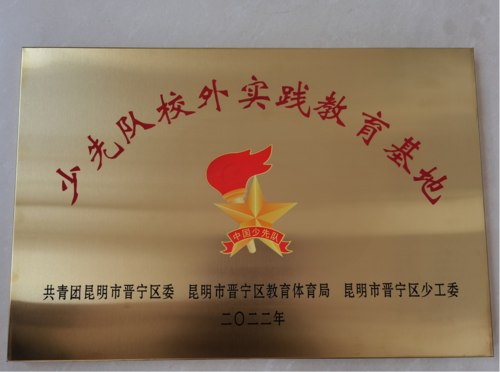 少先队校外实践教育基地
中国少先队
共青团昆明市晋宁区委 昆明市晋宁区教育体育局 昆明市晋宁区少工委
二〇二二年